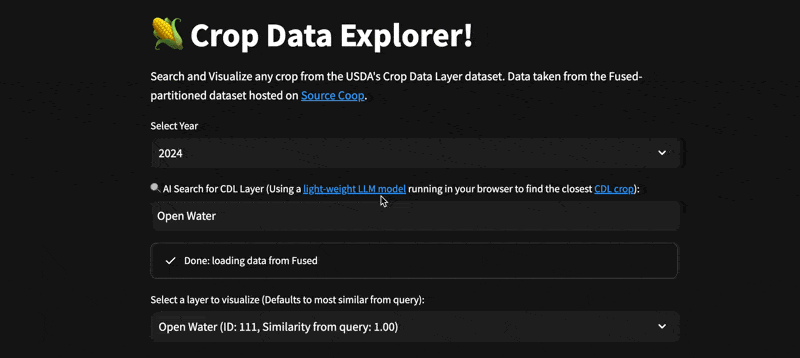 🌽 Crop Data Explorer!
Search and Visualize any crop from the USDA's Crop Data Layer dataset. Data taken from the Fused-
partitioned dataset hosted on Source Coop.
Select Year
2024
🔍 AI Search for CDL Layer (Using a light-weight LLM model running in your browser to find the closest CDL crop):
Open Water
Done: loading data from Fused
Select a layer to visualize (Defaults to most similar from query):
Open Water (ID: 111, Similarity from query: 1.00)